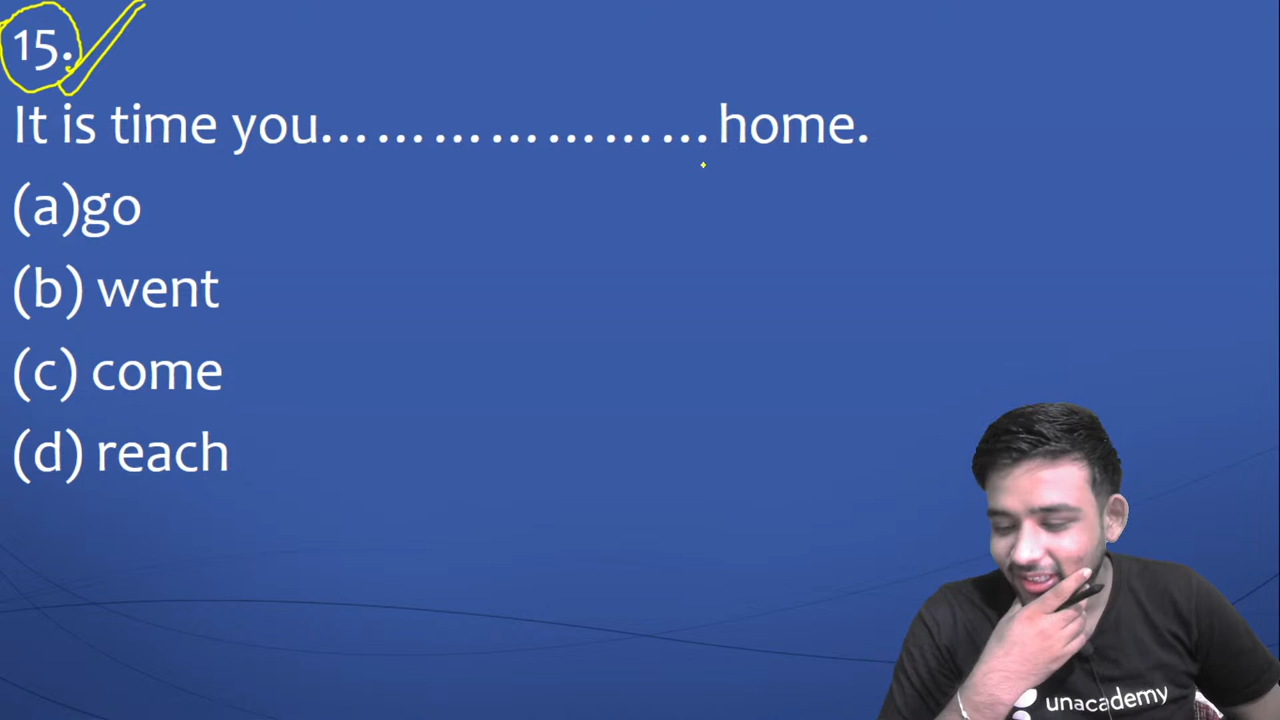 15.
It is time you..................... home.
(a)go
(b) went
(c) come
(d) reach
unacademy